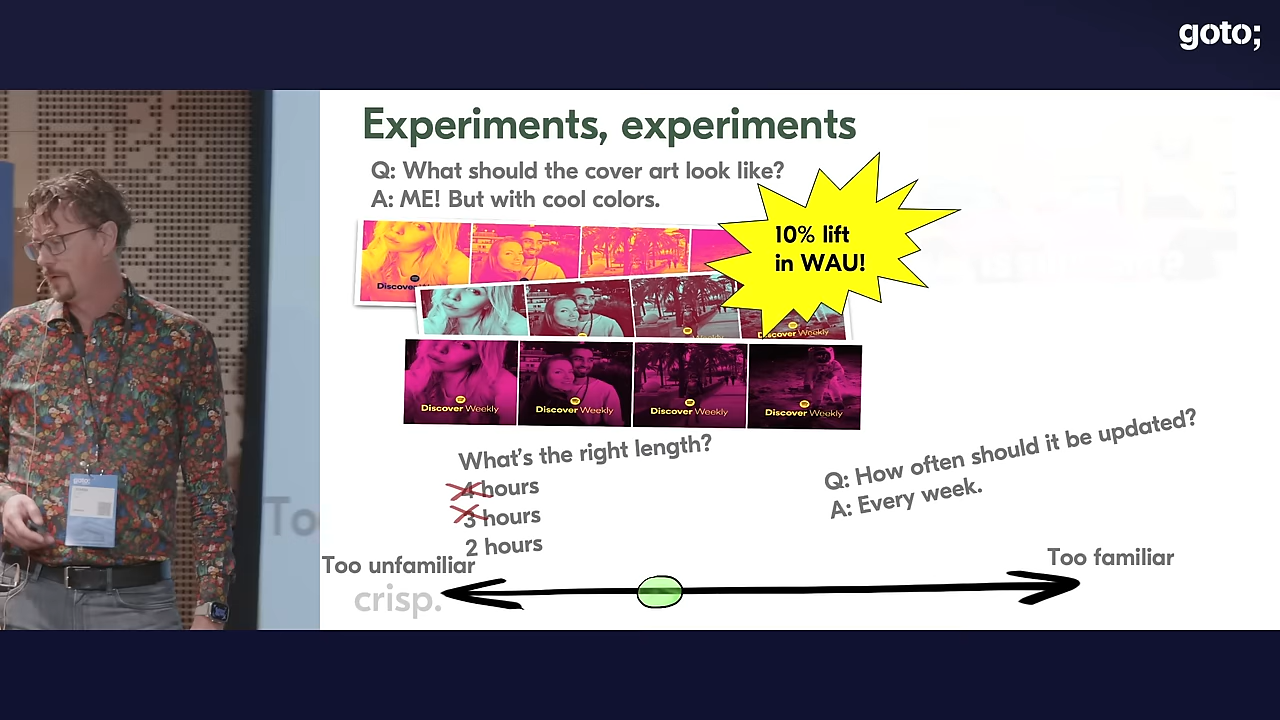 goto;
Experiments, experiments
Q: What should the cover art look like?
A: ME! But with cool colors.
10% lift
in WAU!
Discover Weekly
Discover Weekly
Discover Weekly
Discover Weekly
Discover Weekly
What's the right length?
4 hours
3 hours
2 hours
Q: How often should it be updated?
A: Every week.
Too unfamiliar
Too familiar
crisp.
To
goto;